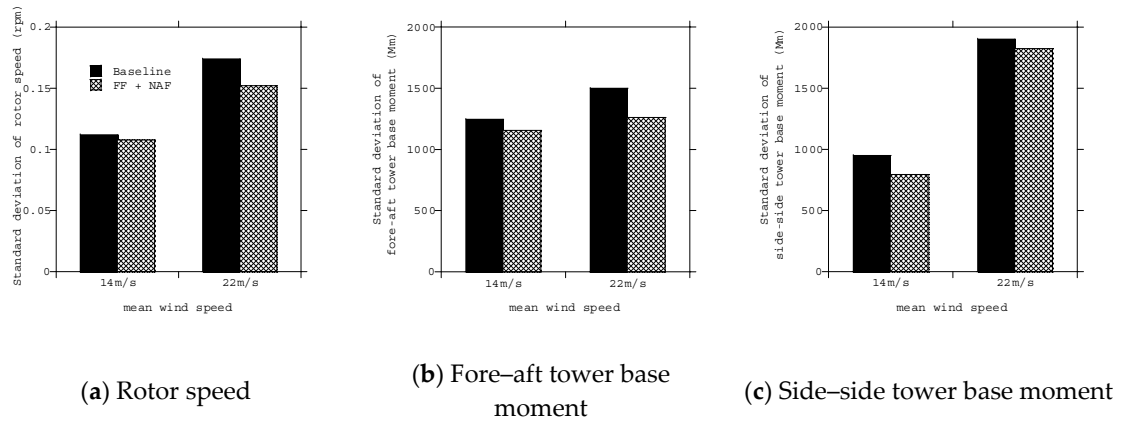 Standard deviation of rotor speed (rpm)
0.2
0.15
0.1
0.05
0
Baseline
FF + NAF
14m/s
22m/s
mean wind speed
(a) Rotor speed
Standard deviation of
fore-aft tower base moment (Mm)
2000
1500
1000
500
0
14m/s
22m/s
mean wind speed
(b) Fore–aft tower base
moment
Standard deviation of
side-side tower base moment (Mm)
2000
1500
1000
500
0
14m/s
22m/s
mean wind speed
(c) Side–side tower base moment